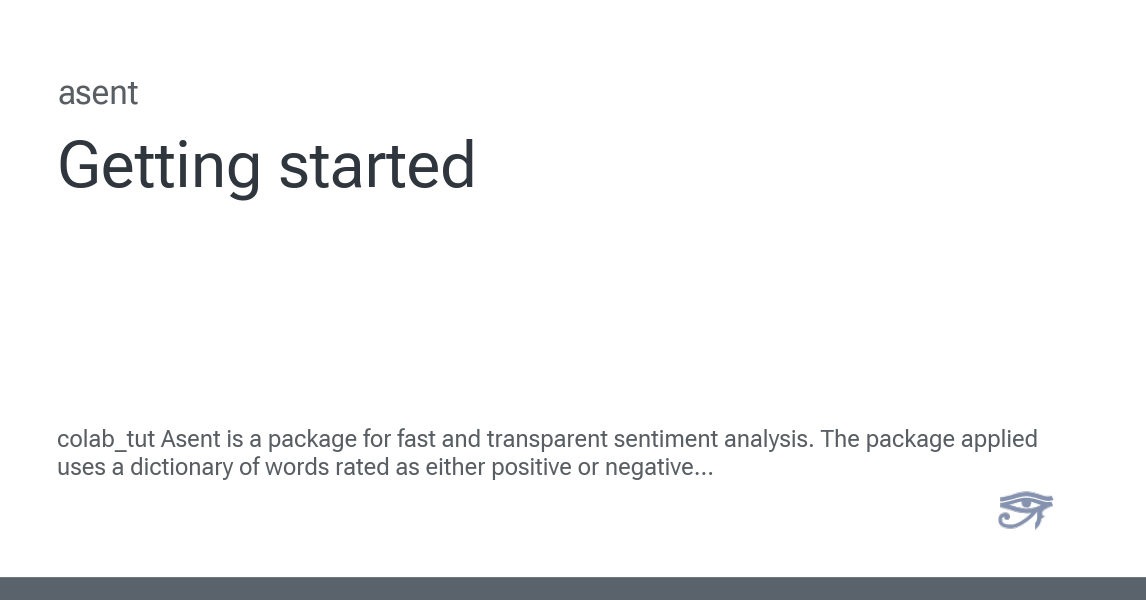 asent
Getting started
colab_tut Asent is a package for fast and transparent sentiment analysis. The package applied
uses a dictionary of words rated as either positive or negative...